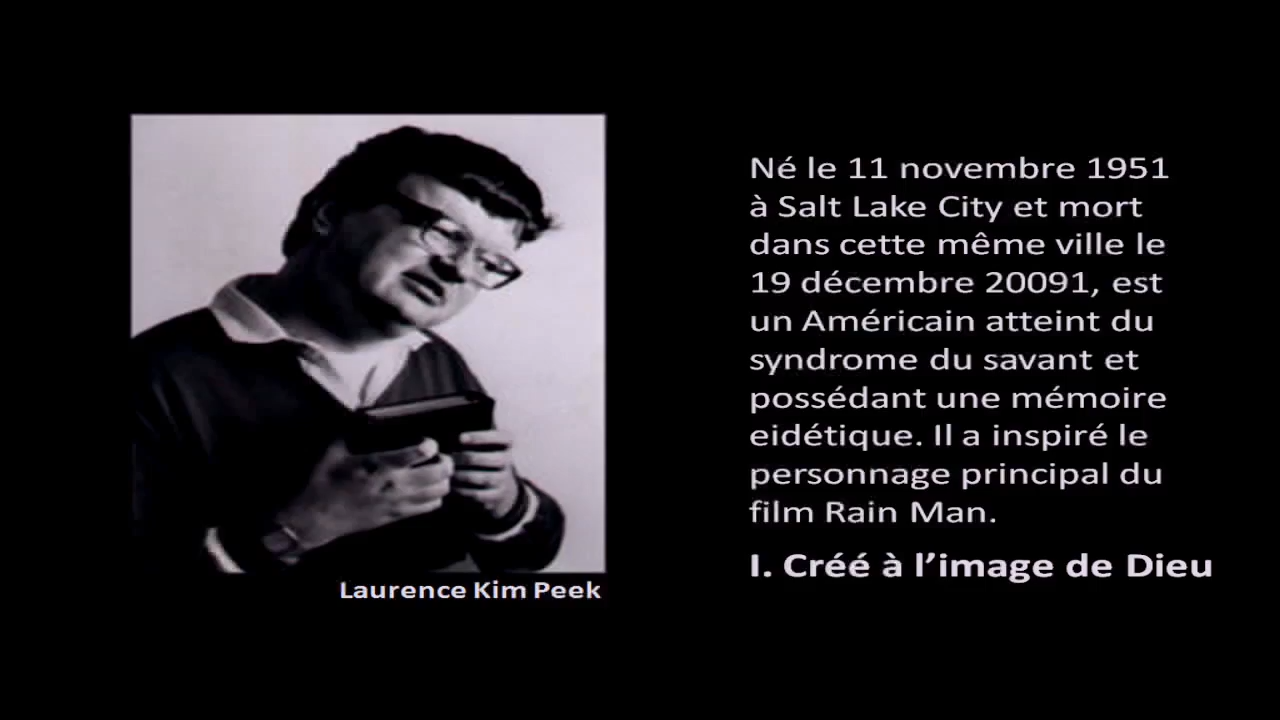 Né le 11 novembre 1951
à Salt Lake City et mort
dans cette même ville le
19 décembre 20091, est
un Américain atteint du
syndrome du savant et
possédant une mémoire
eidétique. Il a inspiré le
personnage principal du
film Rain Man.
I. Créé à l’image de Dieu
Laurence Kim Peek